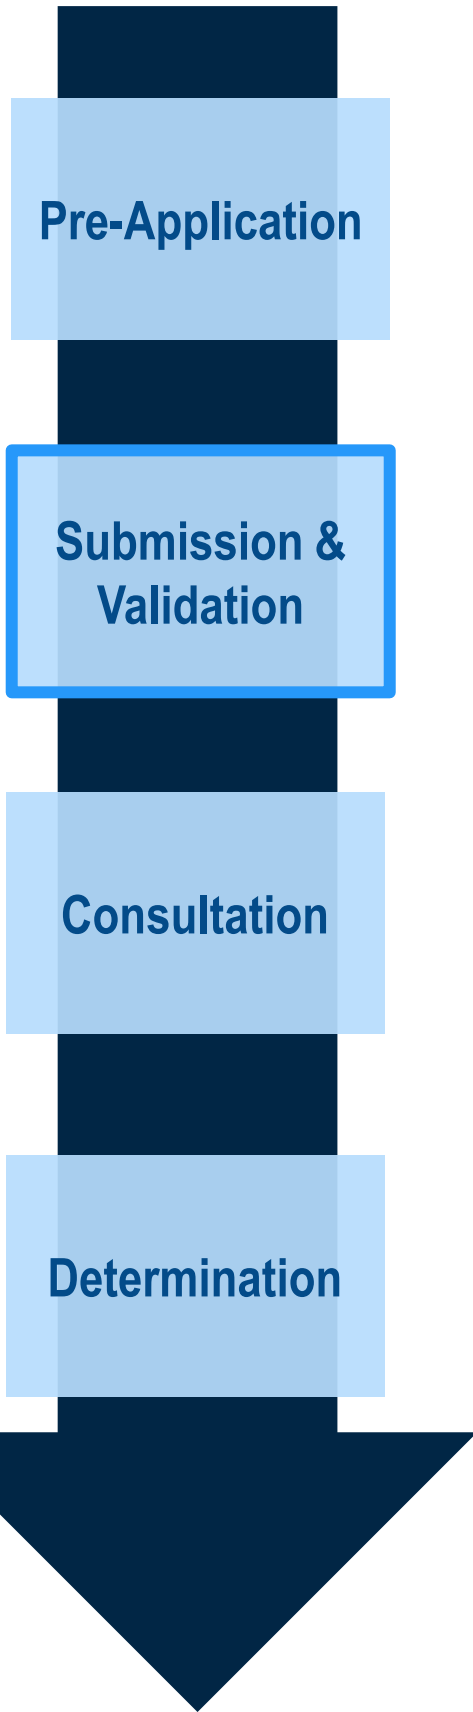 Pre-Application
Submission &
Validation
Consultation
Determination